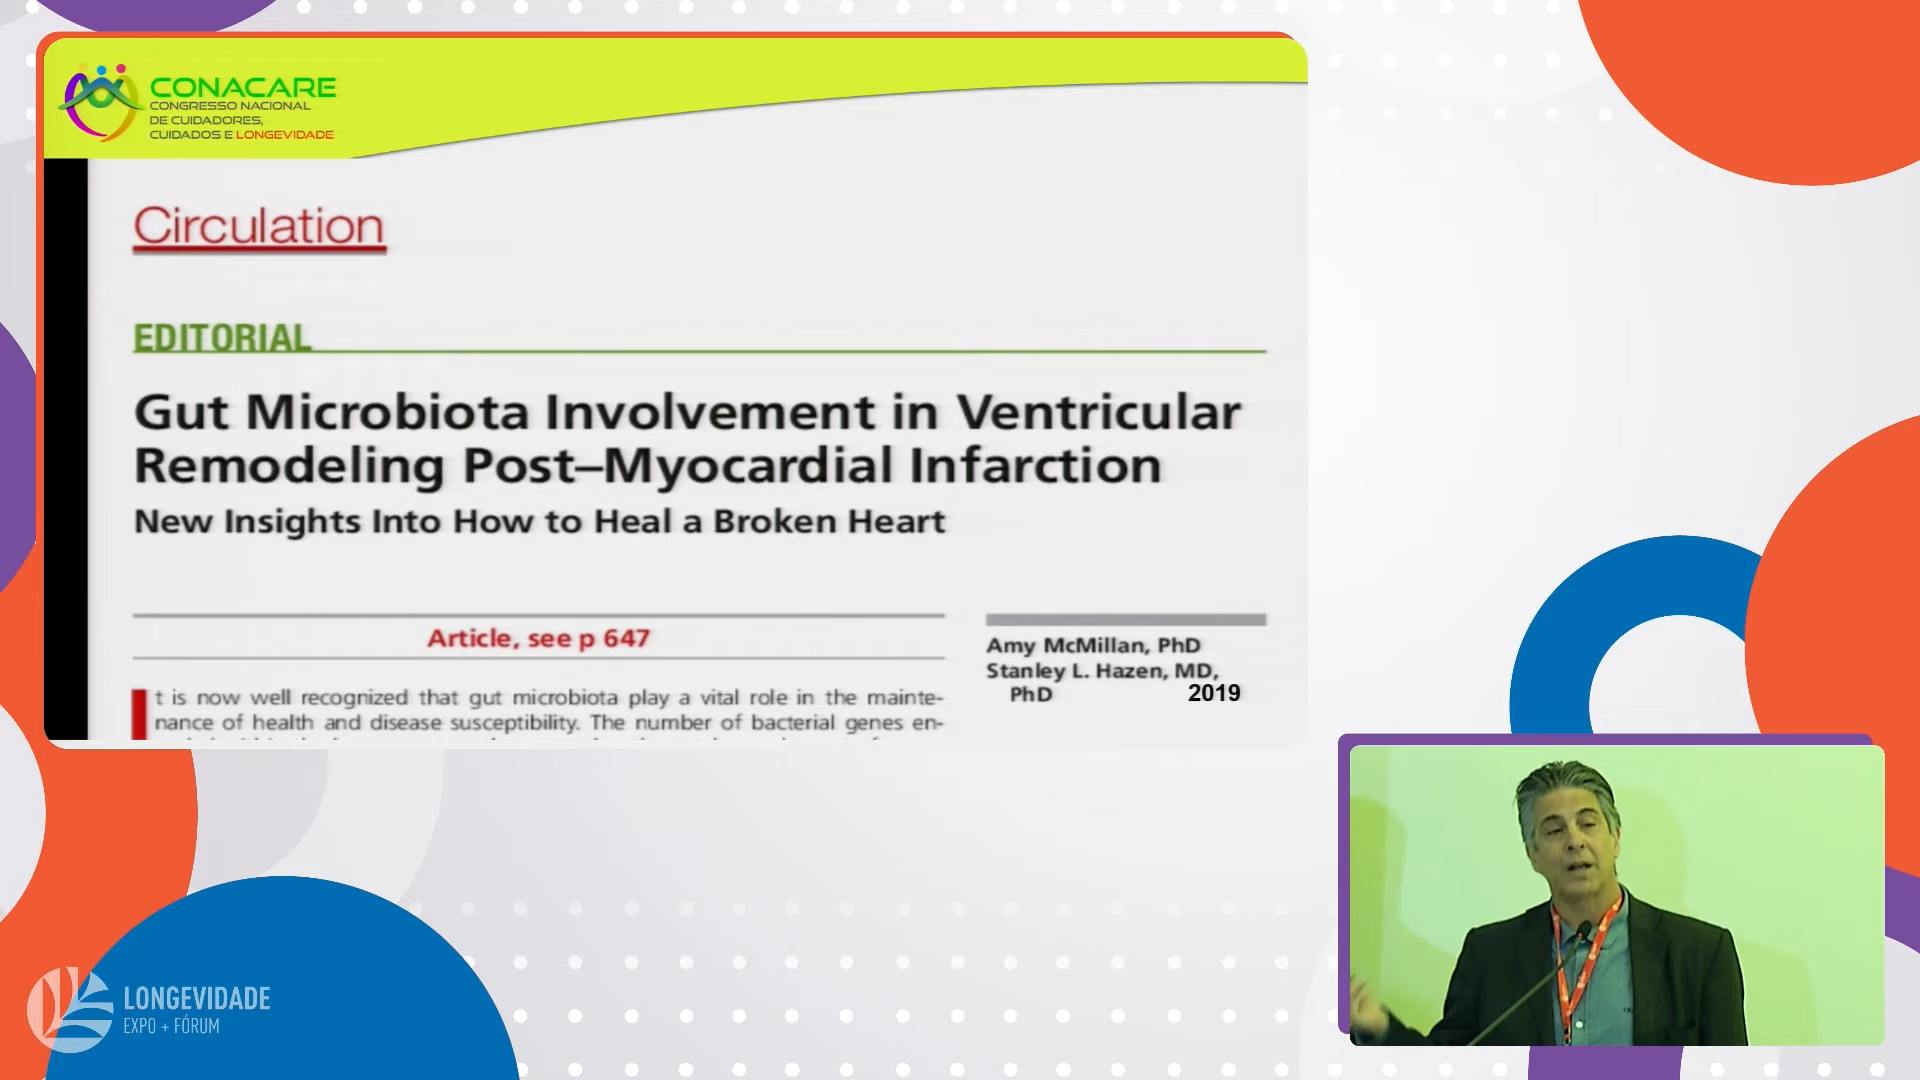 CONACARE
CONGRESSO NACIONAL
DE CUIDADORES,
CUIDADOS E LONGEVIDADE
Circulation
EDITORIAL
Gut Microbiota Involvement in Ventricular
Remodeling Post–Myocardial Infarction
New Insights Into How to Heal a Broken Heart
Article, see p 647
Amy McMillan, PhD
Stanley L. Hazen, MD,
PhD
2019
It is now well recognized that gut microbiota play a vital role in the mainte-
nance of health and disease susceptibility. The number of bacterial genes en-
LONGEVIDADE
EXPO + FÓRUM